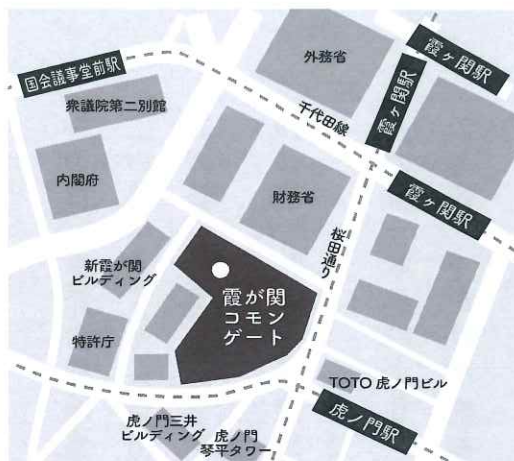 外務省
霞ヶ関駅
国会議事堂前駅
霞ヶ関駅
衆議院第二別館
千代田線
内閣府
財務省
霞ヶ関駅
桜田通り
新霞が関
ビルディング
霞が関
コモン
ゲート
特許庁
TOTO 虎ノ門ビル
虎ノ門三井
ビルディング
虎ノ門
琴平タワー
虎ノ門駅